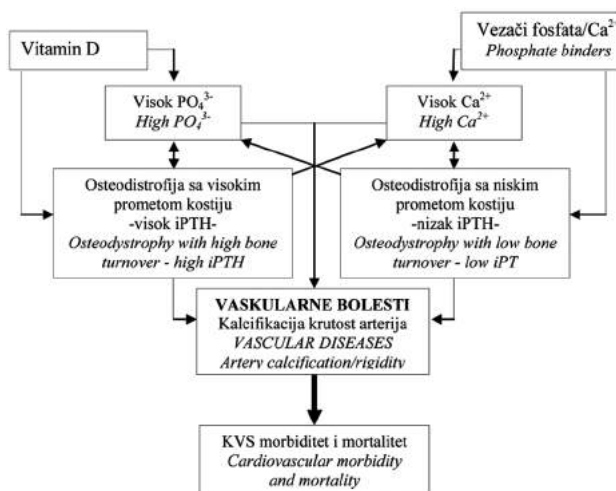 Vitamin D
Vezači fosfata/Ca²⁺
Phosphate binders
Visok PO₄³⁻
High PO₄³⁻
Visok Ca²⁺
High Ca²⁺
Osteodistrofija sa visokim
prometom kostiju
-visok iPTH-
Osteodystrophy with high bone
turnover - high iPTH
Osteodistrofija sa niskim
prometom kostiju
-nizak iPTH-
Osteodystrophy with low bone
turnover - low iPT
VASKULARNE BOLESTI
Kalcifikacija krutost arterija
VASCULAR DISEASES
Artery calcification/rigidity
KVS morbiditet i mortalitet
Cardiovascular morbidity
and mortality